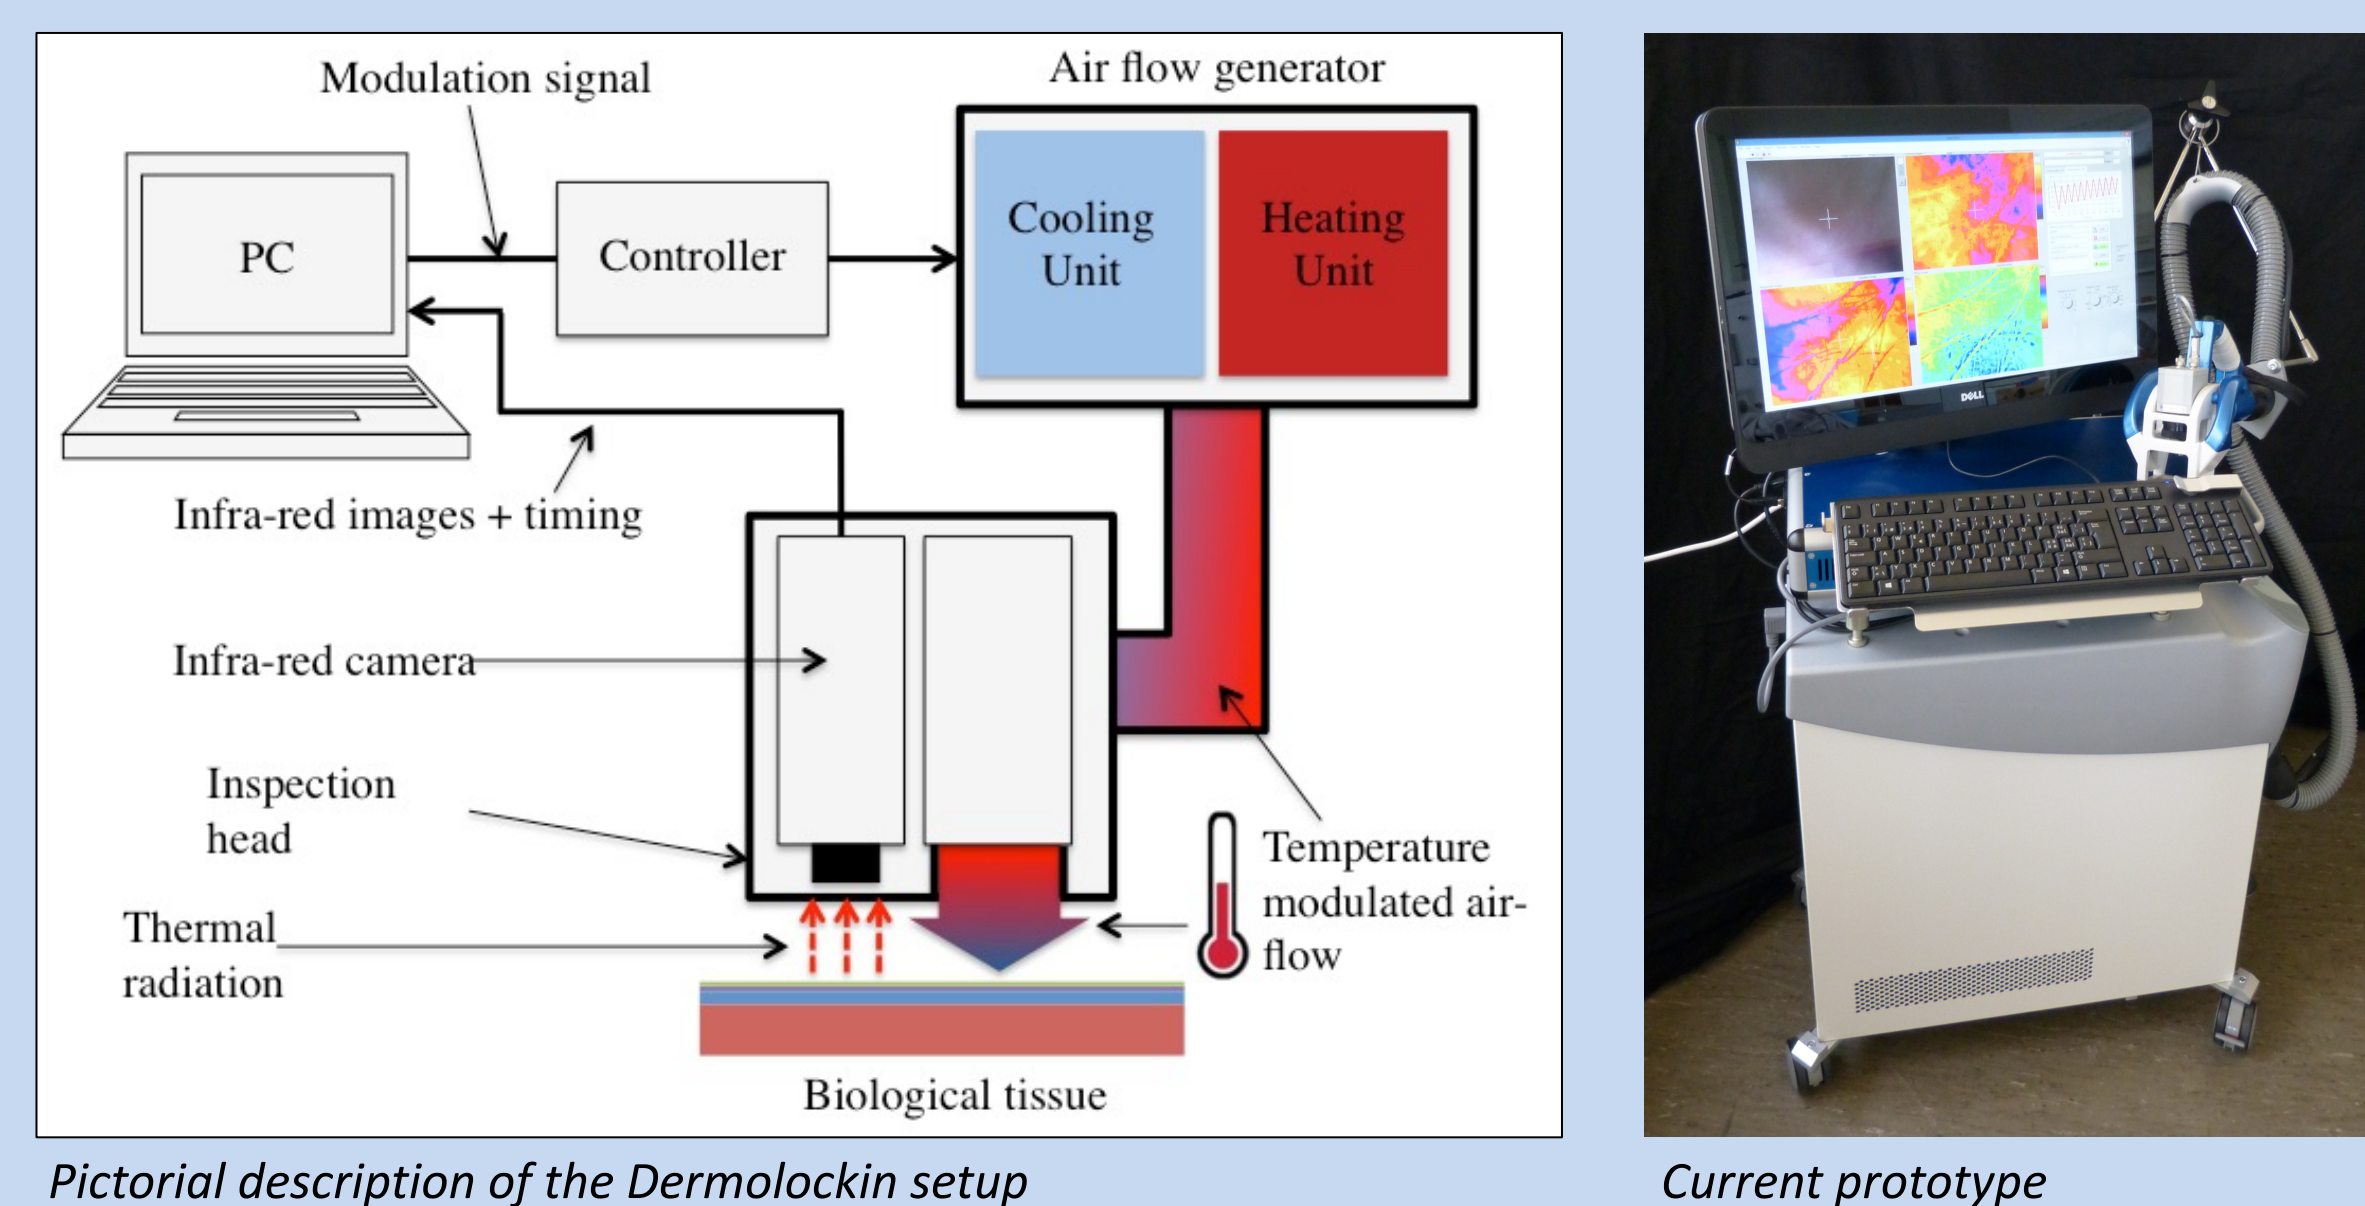 Modulation signal
Air flow generator
PC
Controller
Cooling
Unit
Heating
Unit
Infra-red images + timing
Infra-red camera
Inspection
head
Thermal
radiation
Temperature
modulated air-
flow
Biological tissue
DELL
Pictorial description of the Dermolockin setup
Current prototype